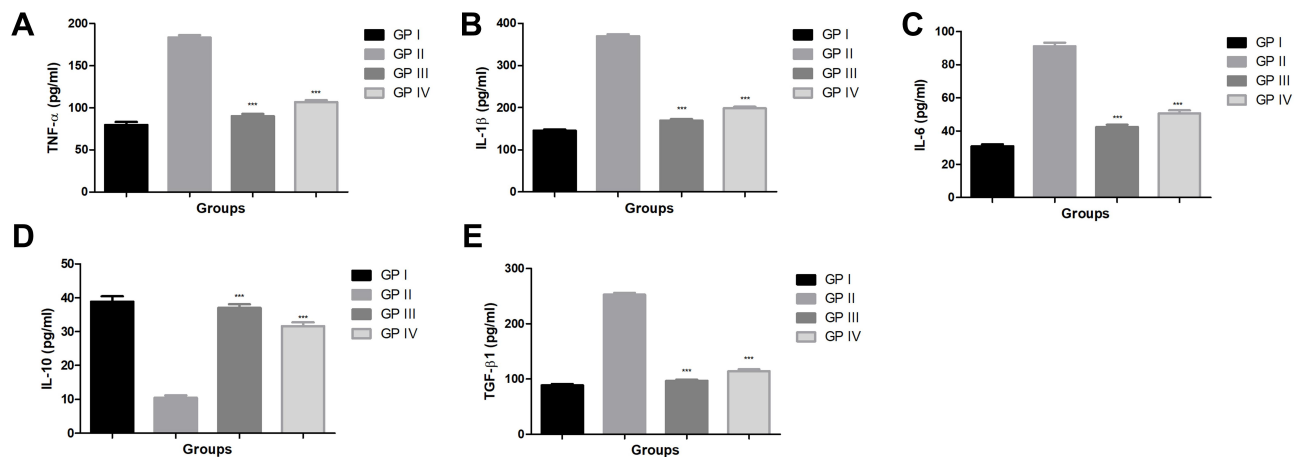 A
TNF-α (pg/ml)
200
150
100
50
0
***
***
Groups
GP I
GP II
GP III
GP IV
B
IL-1β (pg/ml)
400
300
200
100
0
***
***
Groups
GP I
GP II
GP III
GP IV
C
IL-6 (pg/ml)
100
80
60
40
20
0
***
***
Groups
GP I
GP II
GP III
GP IV
D
IL-10 (pg/ml)
50
40
30
20
10
0
***
***
Groups
GP I
GP II
GP III
GP IV
E
TGF-β1 (pg/ml)
300
200
100
0
***
***
Groups
GP I
GP II
GP III
GP IV